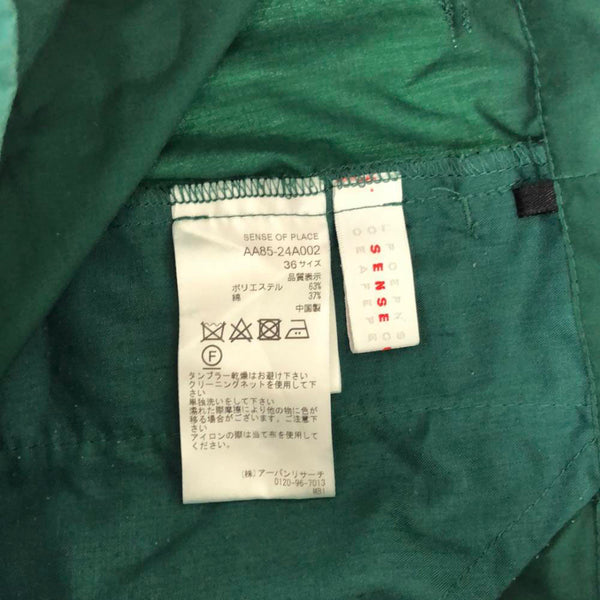 SENSE OF PLACE
AA85-24A002
36サイズ
品質表示
ポリエステル 63%
綿 37%
中国製
F
タンブラー乾燥はお避け下さい
クリーニングネットを使用して下さい
単独洗いをして下さい
濡れた際摩擦により他の物に色が
移る場合がございます。ご注意下さい
アイロンの際は当て布を使用して
ください。
(株)アーバンリサーチ
0120-96-7013
WB1
SENSE